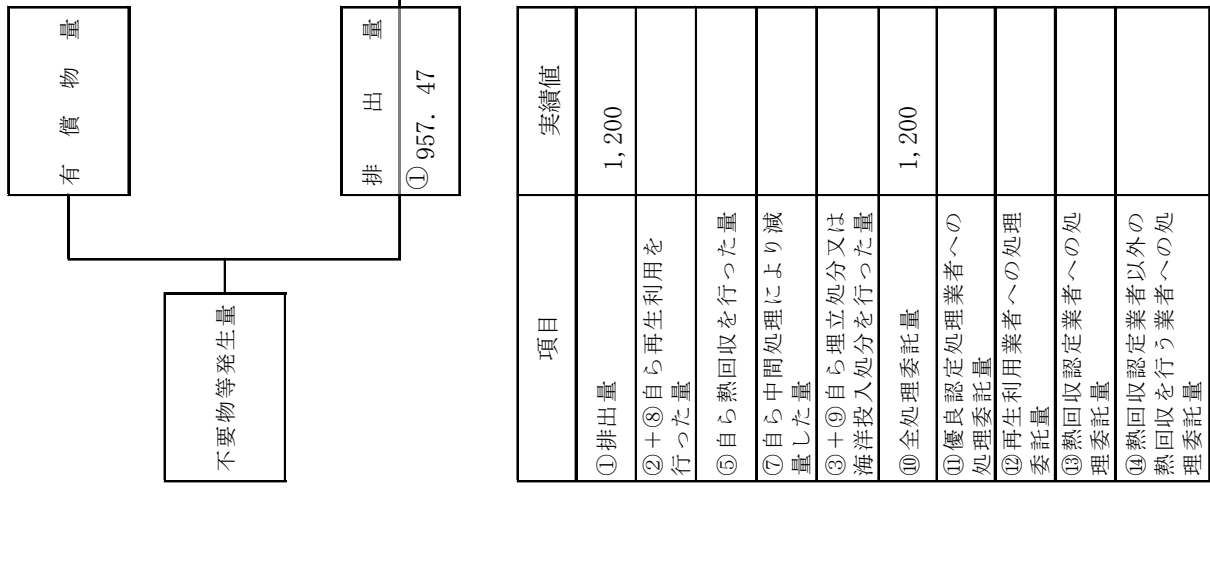 有償物量
排出量
①957.47
不要物等発生量
項目
実績値
①排出量
1,200
②+⑧自ら再生利用を
行った量
⑤自ら熱回収を行った量
⑦自ら中間処理により減
量した量
③+⑨自ら埋立処分又は
海洋投入処分を行った量
⑩全処理委託量
1,200
⑪優良認定処理業者への
処理委託量
⑫再生利用業者への処理
委託量
⑬熱回収認定業者への処
理委託量
⑭熱回収認定業者以外の
熱回収を行う業者への処
理委託量